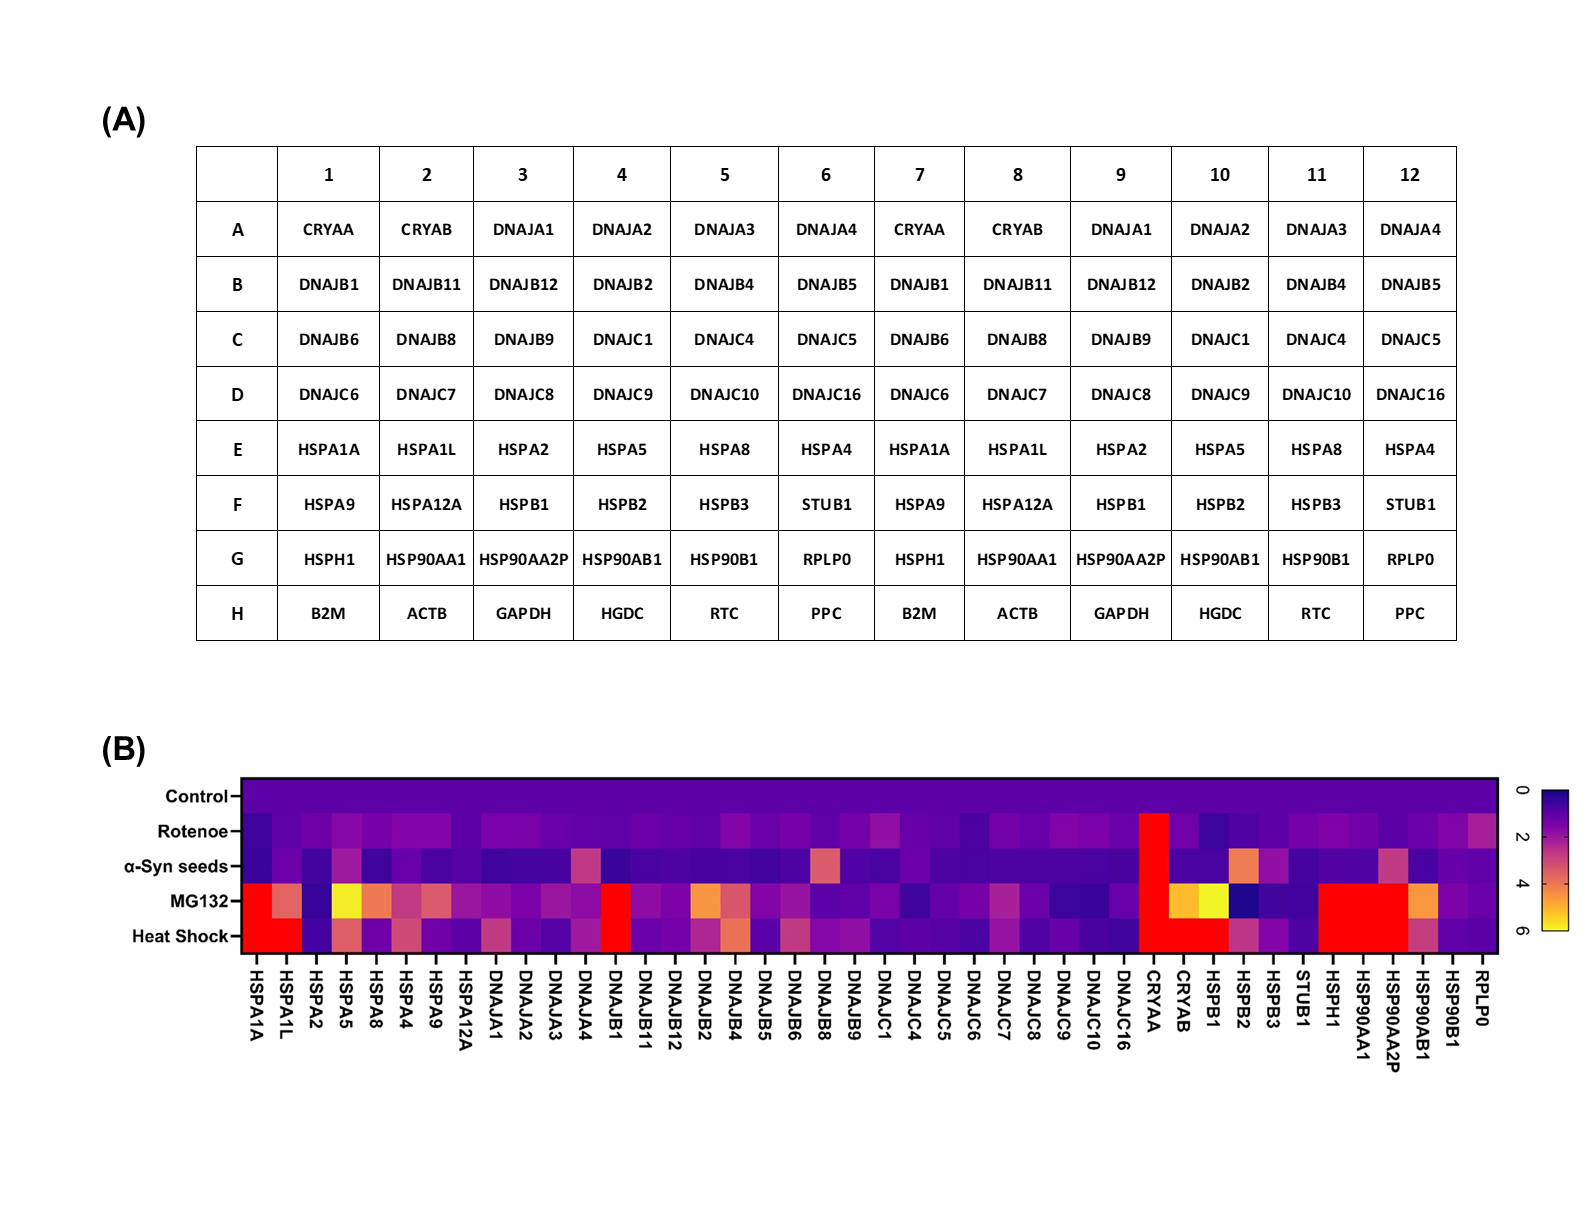 (A)
1 2 3 4 5 6 7 8 9 10 11 12
A CRYAA CRYAB DNAJA1 DNAJA2 DNAJA3 DNAJA4 CRYAA CRYAB DNAJA1 DNAJA2 DNAJA3 DNAJA4
B DNAJB1 DNAJB11 DNAJB12 DNAJB2 DNAJB4 DNAJB5 DNAJB1 DNAJB11 DNAJB12 DNAJB2 DNAJB4 DNAJB5
C DNAJB6 DNAJB8 DNAJB9 DNAJC1 DNAJC4 DNAJC5 DNAJB6 DNAJB8 DNAJB9 DNAJC1 DNAJC4 DNAJC5
D DNAJC6 DNAJC7 DNAJC8 DNAJC9 DNAJC10 DNAJC16 DNAJC6 DNAJC7 DNAJC8 DNAJC9 DNAJC10 DNAJC16
E HSPA1A HSPA1L HSPA2 HSPA5 HSPA8 HSPA4 HSPA1A HSPA1L HSPA2 HSPA5 HSPA8 HSPA4
F HSPA9 HSPA12A HSPB1 HSPB2 HSPB3 STUB1 HSPA9 HSPA12A HSPB1 HSPB2 HSPB3 STUB1
G HSPH1 HSP90AA1 HSP90AA2P HSP90AB1 HSP90B1 RPLP0 HSPH1 HSP90AA1 HSP90AA2P HSP90AB1 HSP90B1 RPLP0
H B2M ACTB GAPDH HGDC RTC PPC B2M ACTB GAPDH HGDC RTC PPC
(B)
Control
Rotenoe
α-Syn seeds
MG132
Heat Shock
0
2
4
6
HSPA1A
HSPA1L
HSPA2
HSPA5
HSPA8
HSPA4
HSPA9
HSPA12A
DNAJA1
DNAJA2
DNAJA3
DNAJA4
DNAJB1
DNAJB11
DNAJB12
DNAJB2
DNAJB4
DNAJB5
DNAJB6
DNAJB8
DNAJB9
DNAJC1
DNAJC4
DNAJC5
DNAJC6
DNAJC7
DNAJC8
DNAJC9
DNAJC10
DNAJC16
CRYAA
CRYAB
HSPB1
HSPB2
HSPB3
STUB1
HSPH1
HSP90AA1
HSP90AA2P
HSP90AB1
HSP90B1
RPLP0